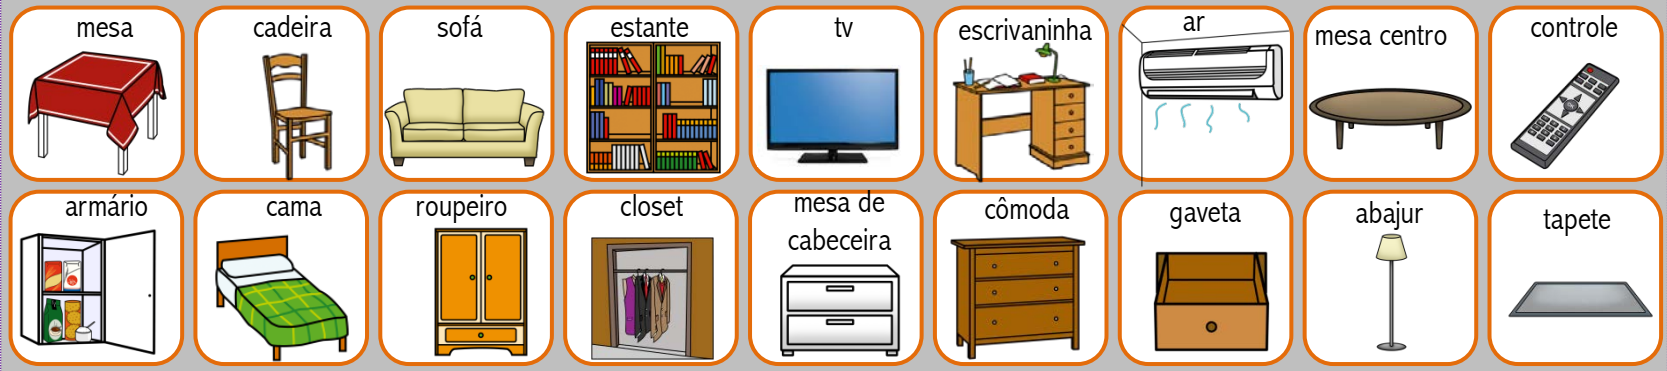 mesa
cadeira
sofá
estante
tv
escrivaninha
ar
mesa centro
controle
armário
cama
roupeiro
closet
mesa de
cabeceira
cômoda
gaveta
abajur
tapete